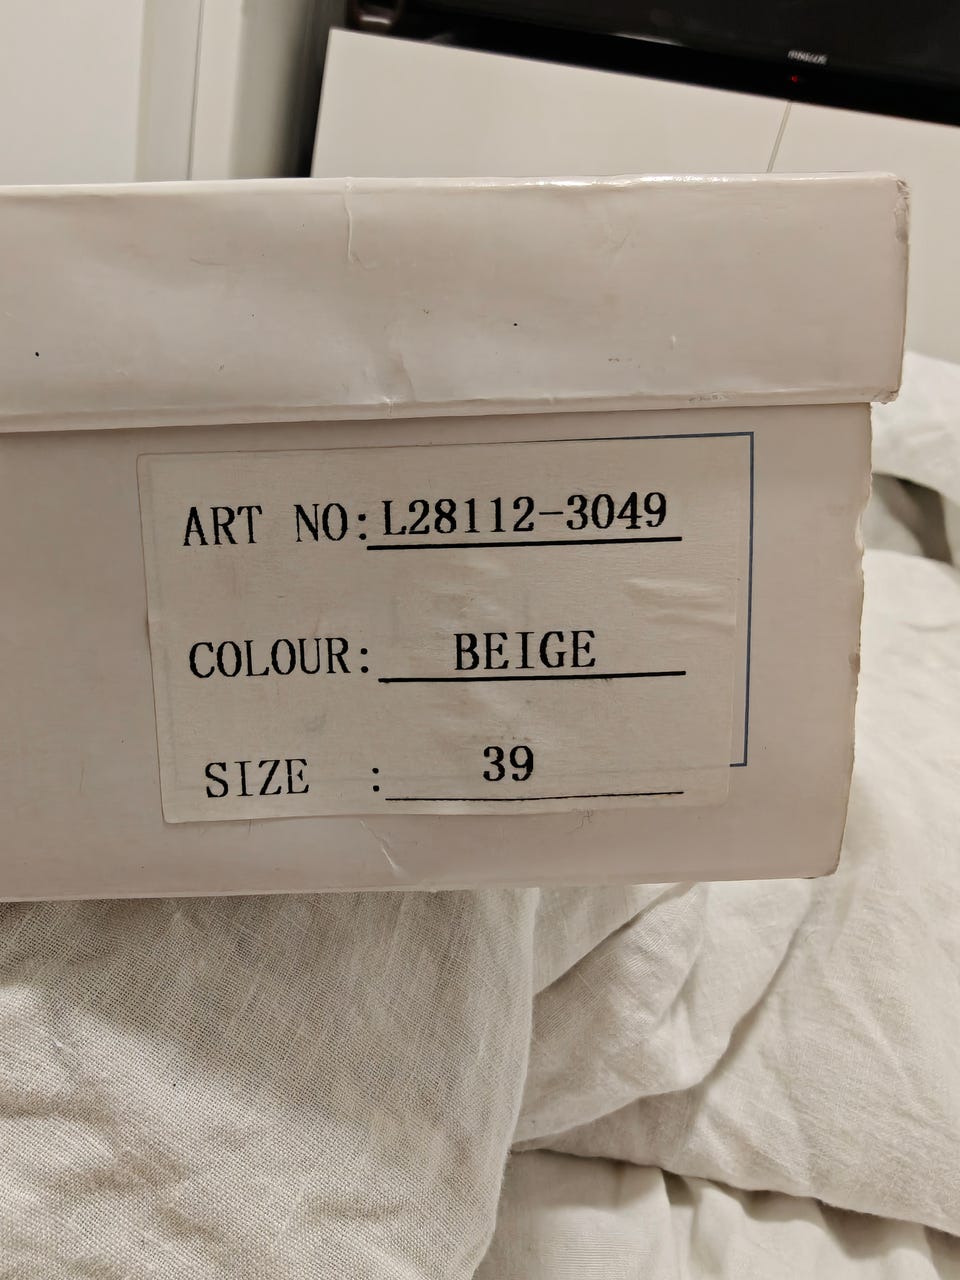 ART NO: L28112-3049
COLOUR: BEIGE
SIZE : 39